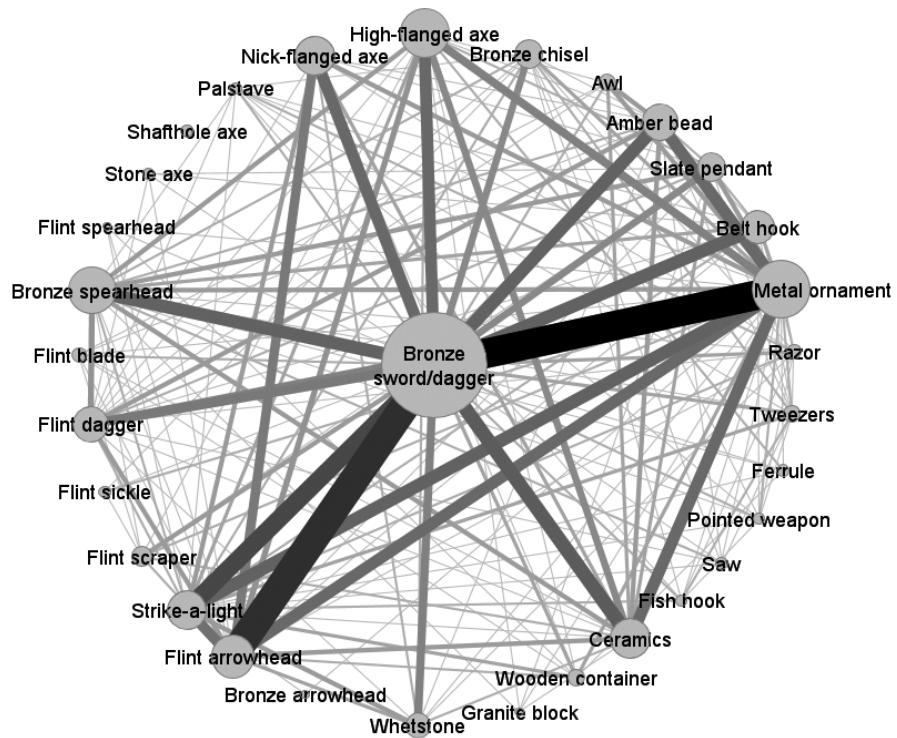 High-flanged axe
Nick-flanged axe
Bronze chisel
Palstave
Awl
Shafthole axe
Amber bead
Stone axe
Slate pendant
Flint spearhead
Belt hook
Bronze spearhead
Metal ornament
Flint blade
Bronze
sword/dagger
Razor
Flint dagger
Tweezers
Flint sickle
Ferrule
Pointed weapon
Flint scraper
Saw
Strike-a-light
Fish hook
Flint arrowhead
Ceramics
Bronze arrowhead
Wooden container
Whetstone
Granite block